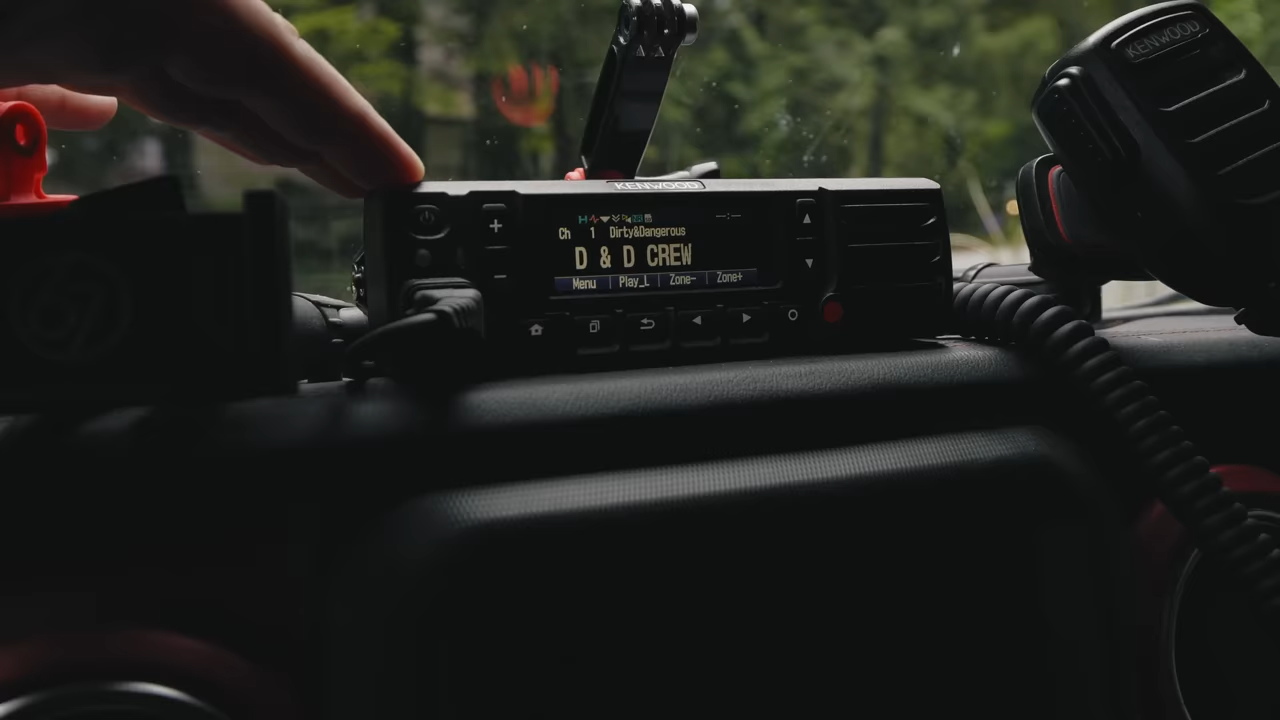 KENWOOD
KENWOOD
--:--
Ch 1 Dirty&Dangerous
D & D CREW
Menu Play_L Zone- Zone+